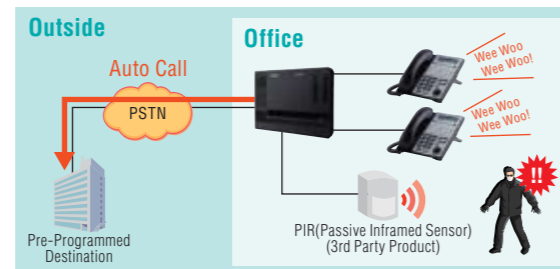 Outside
Office
Auto Call
PSTN
Wee Woo
Wee Woo!
Wee Woo
Wee Woo!
!!
PIR(Passive Inframed Sensor)
(3rd Party Product)
Pre-Programmed
Destination